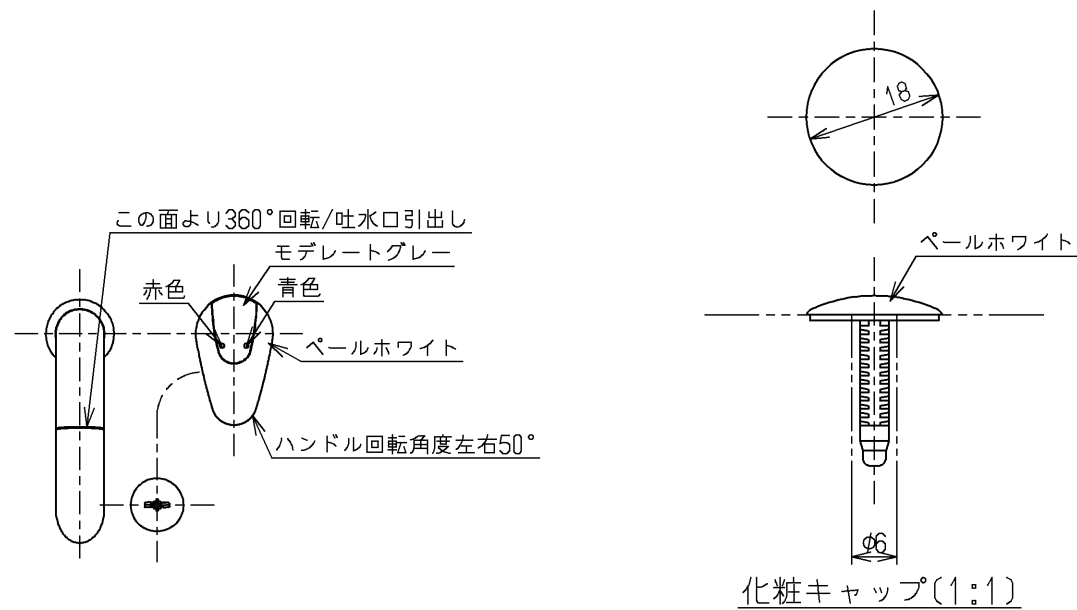 18
ペールホワイト
この面より360°回転/吐水口引出し
モデレートグレー
赤色
青色
ペールホワイト
ハンドル回転角度左右50°
φ6
化粧キャップ(1:1)